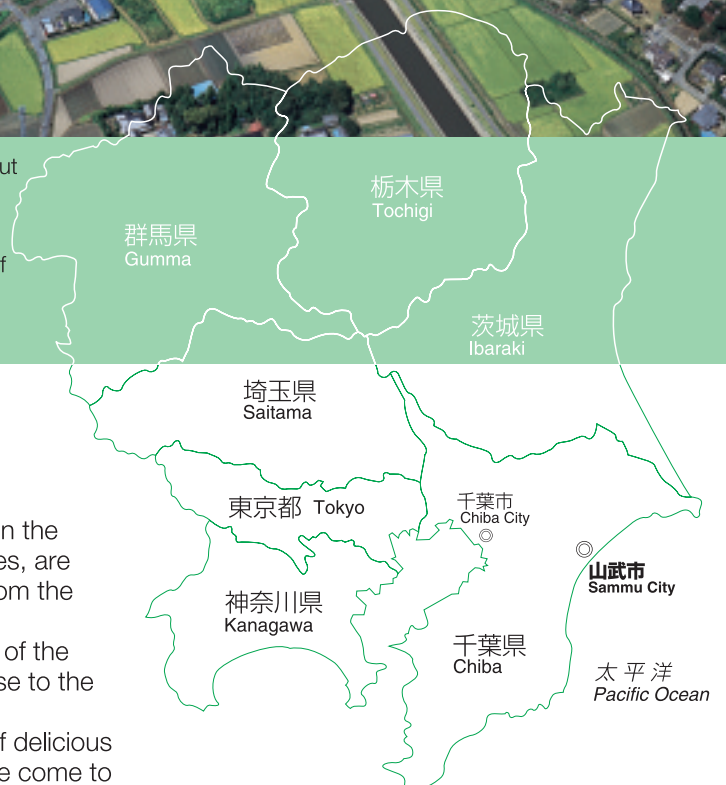 ut
f
栃木県
Tochigi
群馬県
Gumma
茨城県
Ibaraki
埼玉県
Saitama
東京都 Tokyo
千葉市
Chiba City
山武市
Sammu City
神奈川県
Kanagawa
千葉県
Chiba
太平洋
Pacific Ocean
n the
es, are
om the
of the
se to the
f delicious
e come to